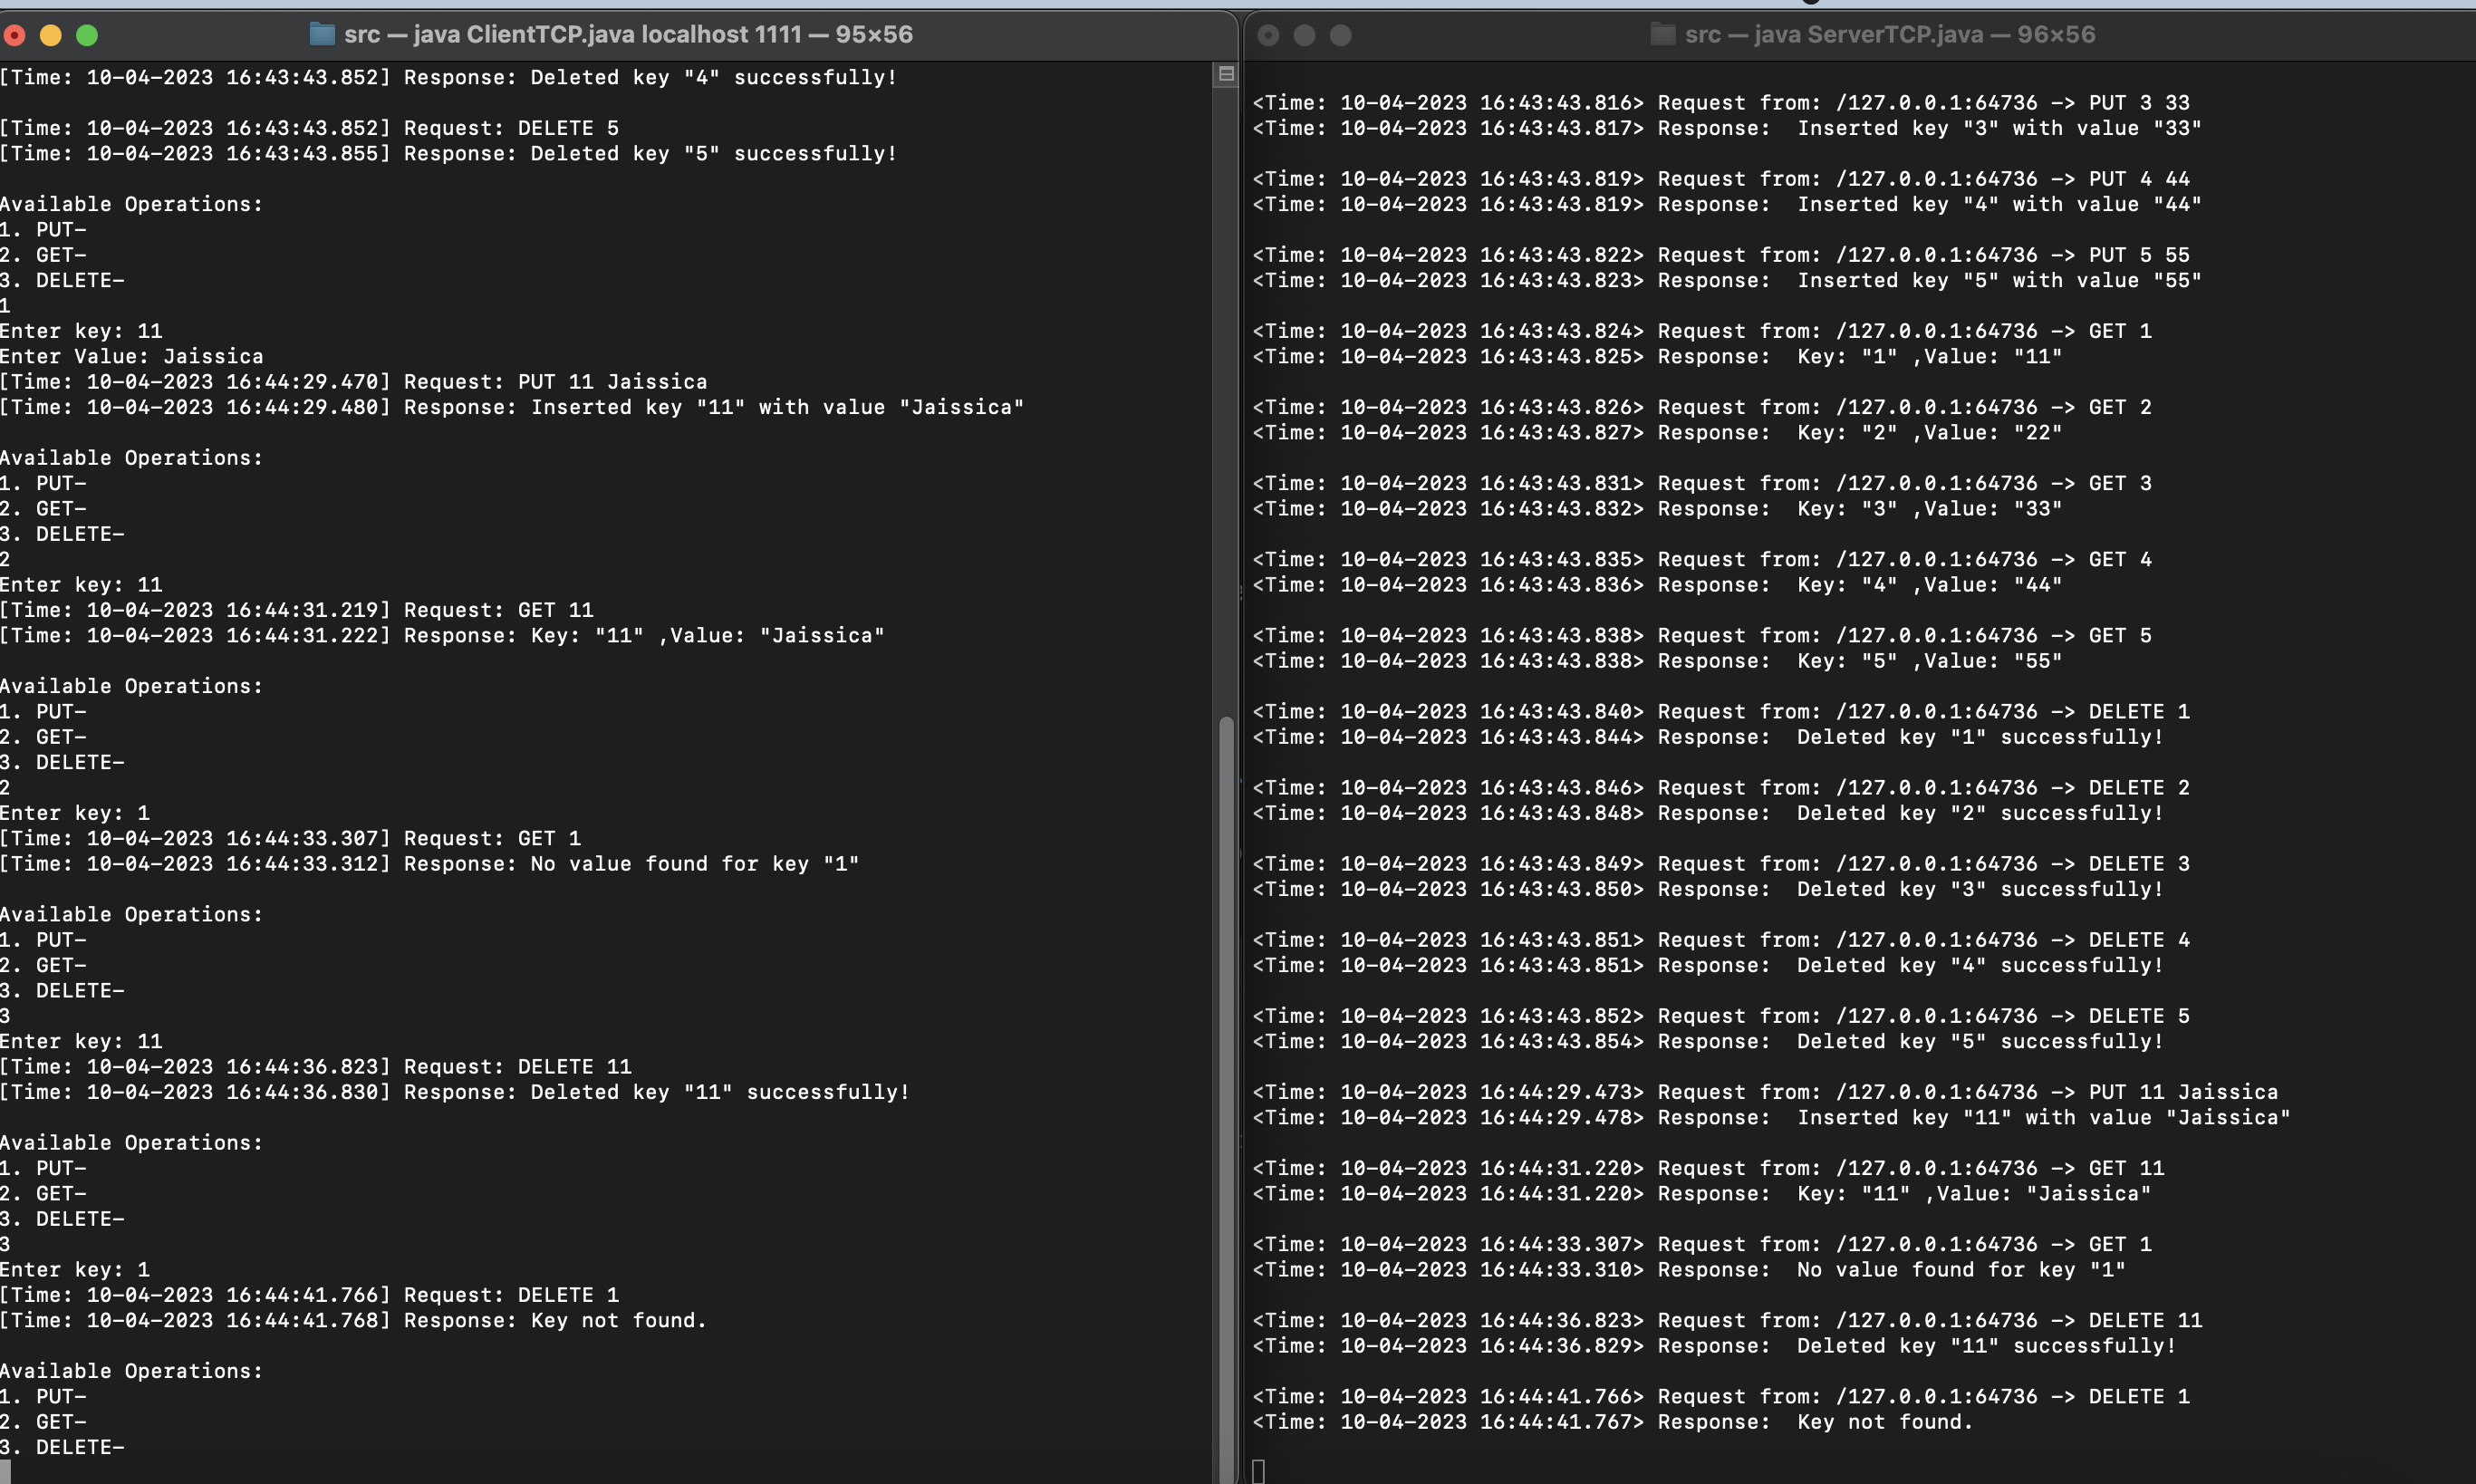 src — java ClientTCP.java localhost 1111 — 95×56
[Time: 10-04-2023 16:43:43.852] Response: Deleted key "4" successfully!
[Time: 10-04-2023 16:43:43.852] Request: DELETE 5
[Time: 10-04-2023 16:43:43.855] Response: Deleted key "5" successfully!
Available Operations:
1. PUT-
2. GET-
3. DELETE-
1
Enter key: 11
Enter Value: Jaissica
[Time: 10-04-2023 16:44:29.470] Request: PUT 11 Jaissica
[Time: 10-04-2023 16:44:29.480] Response: Inserted key "11" with value "Jaissica"
Available Operations:
1. PUT-
2. GET-
3. DELETE-
2
Enter key: 11
[Time: 10-04-2023 16:44:31.219] Request: GET 11
[Time: 10-04-2023 16:44:31.222] Response: Key: "11" ,Value: "Jaissica"
Available Operations:
1. PUT-
2. GET-
3. DELETE-
2
Enter key: 1
[Time: 10-04-2023 16:44:33.307] Request: GET 1
[Time: 10-04-2023 16:44:33.312] Response: No value found for key "1"
Available Operations:
1. PUT-
2. GET-
3. DELETE-
3
Enter key: 11
[Time: 10-04-2023 16:44:36.823] Request: DELETE 11
[Time: 10-04-2023 16:44:36.830] Response: Deleted key "11" successfully!
Available Operations:
1. PUT-
2. GET-
3. DELETE-
3
Enter key: 1
[Time: 10-04-2023 16:44:41.766] Request: DELETE 1
[Time: 10-04-2023 16:44:41.768] Response: Key not found.
Available Operations:
1. PUT-
2. GET-
3. DELETE-
src — java ServerTCP.java — 96×56
<Time: 10-04-2023 16:43:43.816> Request from: /127.0.0.1:64736 -> PUT 3 33
<Time: 10-04-2023 16:43:43.817> Response:  Inserted key "3" with value "33"
<Time: 10-04-2023 16:43:43.819> Request from: /127.0.0.1:64736 -> PUT 4 44
<Time: 10-04-2023 16:43:43.819> Response:  Inserted key "4" with value "44"
<Time: 10-04-2023 16:43:43.822> Request from: /127.0.0.1:64736 -> PUT 5 55
<Time: 10-04-2023 16:43:43.823> Response:  Inserted key "5" with value "55"
<Time: 10-04-2023 16:43:43.824> Request from: /127.0.0.1:64736 -> GET 1
<Time: 10-04-2023 16:43:43.825> Response:  Key: "1" ,Value: "11"
<Time: 10-04-2023 16:43:43.826> Request from: /127.0.0.1:64736 -> GET 2
<Time: 10-04-2023 16:43:43.827> Response:  Key: "2" ,Value: "22"
<Time: 10-04-2023 16:43:43.831> Request from: /127.0.0.1:64736 -> GET 3
<Time: 10-04-2023 16:43:43.832> Response:  Key: "3" ,Value: "33"
<Time: 10-04-2023 16:43:43.835> Request from: /127.0.0.1:64736 -> GET 4
<Time: 10-04-2023 16:43:43.836> Response:  Key: "4" ,Value: "44"
<Time: 10-04-2023 16:43:43.838> Request from: /127.0.0.1:64736 -> GET 5
<Time: 10-04-2023 16:43:43.838> Response:  Key: "5" ,Value: "55"
<Time: 10-04-2023 16:43:43.840> Request from: /127.0.0.1:64736 -> DELETE 1
<Time: 10-04-2023 16:43:43.844> Response:  Deleted key "1" successfully!
<Time: 10-04-2023 16:43:43.846> Request from: /127.0.0.1:64736 -> DELETE 2
<Time: 10-04-2023 16:43:43.848> Response:  Deleted key "2" successfully!
<Time: 10-04-2023 16:43:43.849> Request from: /127.0.0.1:64736 -> DELETE 3
<Time: 10-04-2023 16:43:43.850> Response:  Deleted key "3" successfully!
<Time: 10-04-2023 16:43:43.851> Request from: /127.0.0.1:64736 -> DELETE 4
<Time: 10-04-2023 16:43:43.851> Response:  Deleted key "4" successfully!
<Time: 10-04-2023 16:43:43.852> Request from: /127.0.0.1:64736 -> DELETE 5
<Time: 10-04-2023 16:43:43.854> Response:  Deleted key "5" successfully!
<Time: 10-04-2023 16:44:29.473> Request from: /127.0.0.1:64736 -> PUT 11 Jaissica
<Time: 10-04-2023 16:44:29.478> Response:  Inserted key "11" with value "Jaissica"
<Time: 10-04-2023 16:44:31.220> Request from: /127.0.0.1:64736 -> GET 11
<Time: 10-04-2023 16:44:31.220> Response:  Key: "11" ,Value: "Jaissica"
<Time: 10-04-2023 16:44:33.307> Request from: /127.0.0.1:64736 -> GET 1
<Time: 10-04-2023 16:44:33.310> Response:  No value found for key "1"
<Time: 10-04-2023 16:44:36.823> Request from: /127.0.0.1:64736 -> DELETE 11
<Time: 10-04-2023 16:44:36.829> Response:  Deleted key "11" successfully!
<Time: 10-04-2023 16:44:41.766> Request from: /127.0.0.1:64736 -> DELETE 1
<Time: 10-04-2023 16:44:41.767> Response:  Key not found.